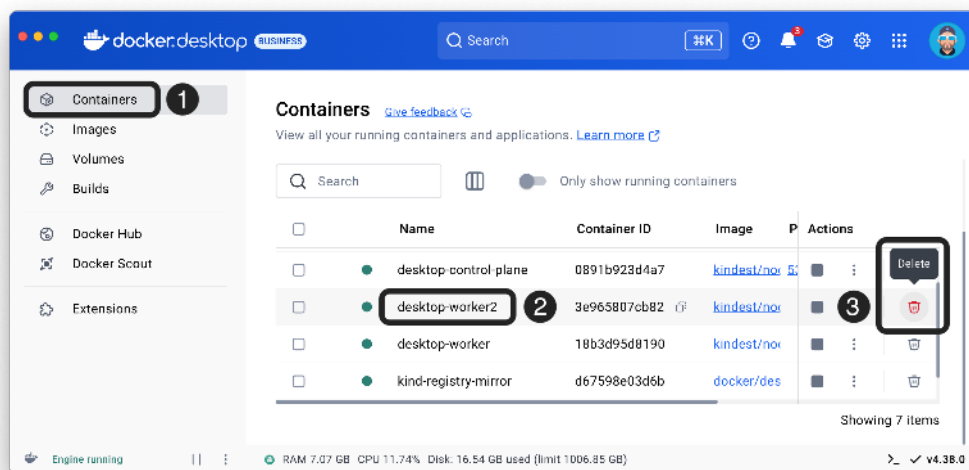 docker.desktop BUSINESS Search ⌘K 3
Containers 1
Images
Volumes
Builds
Docker Hub
Docker Scout
Extensions
Containers Give feedback
View all your running containers and applications. Learn more
Search Only show running containers
Name Container ID Image P Actions
desktop-control-plane 0891b923d4a7 kindest/no
Delete
desktop-worker2 2 3e965807cb82 kindest/no 3
desktop-worker 18b3d95d8190 kindest/no
kind-registry-mirror d67598e03d6b docker/des
Showing 7 items
Engine running RAM 7.07 GB CPU 11.74% Disk: 16.54 GB used (limit 1006.85 GB) v4.38.0